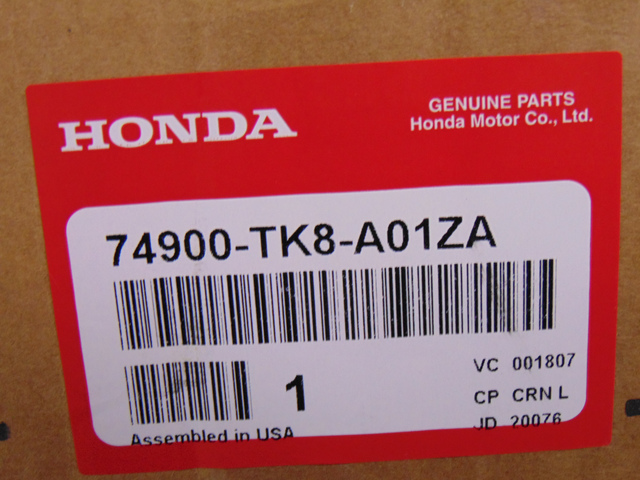 HONDA
GENUINE PARTS
Honda Motor Co., Ltd.
74900-TK8-A01ZA
1
VC 001807
CP CRN L
JD 20076
Assembled in USA